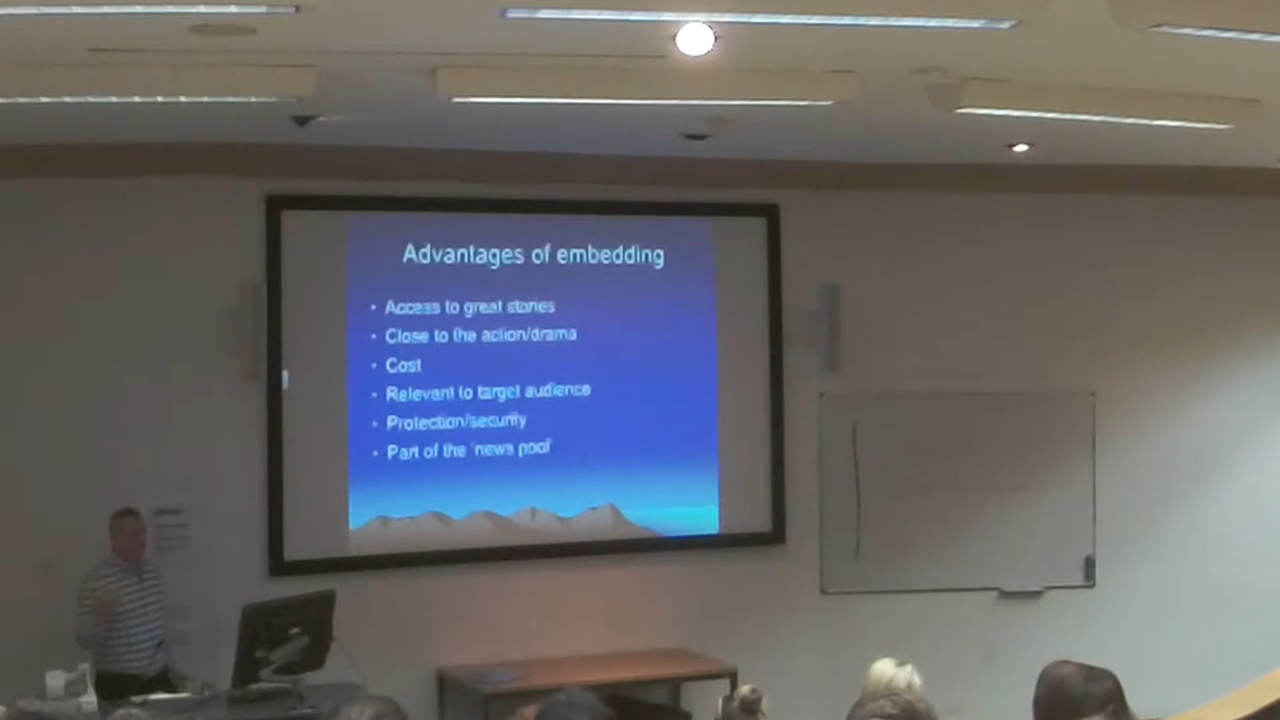 Advantages of embedding
• Access to great stories
• Close to the action/drama
• Cost
• Relevant to target audience
• Protection/security
• Part of the 'news pool'